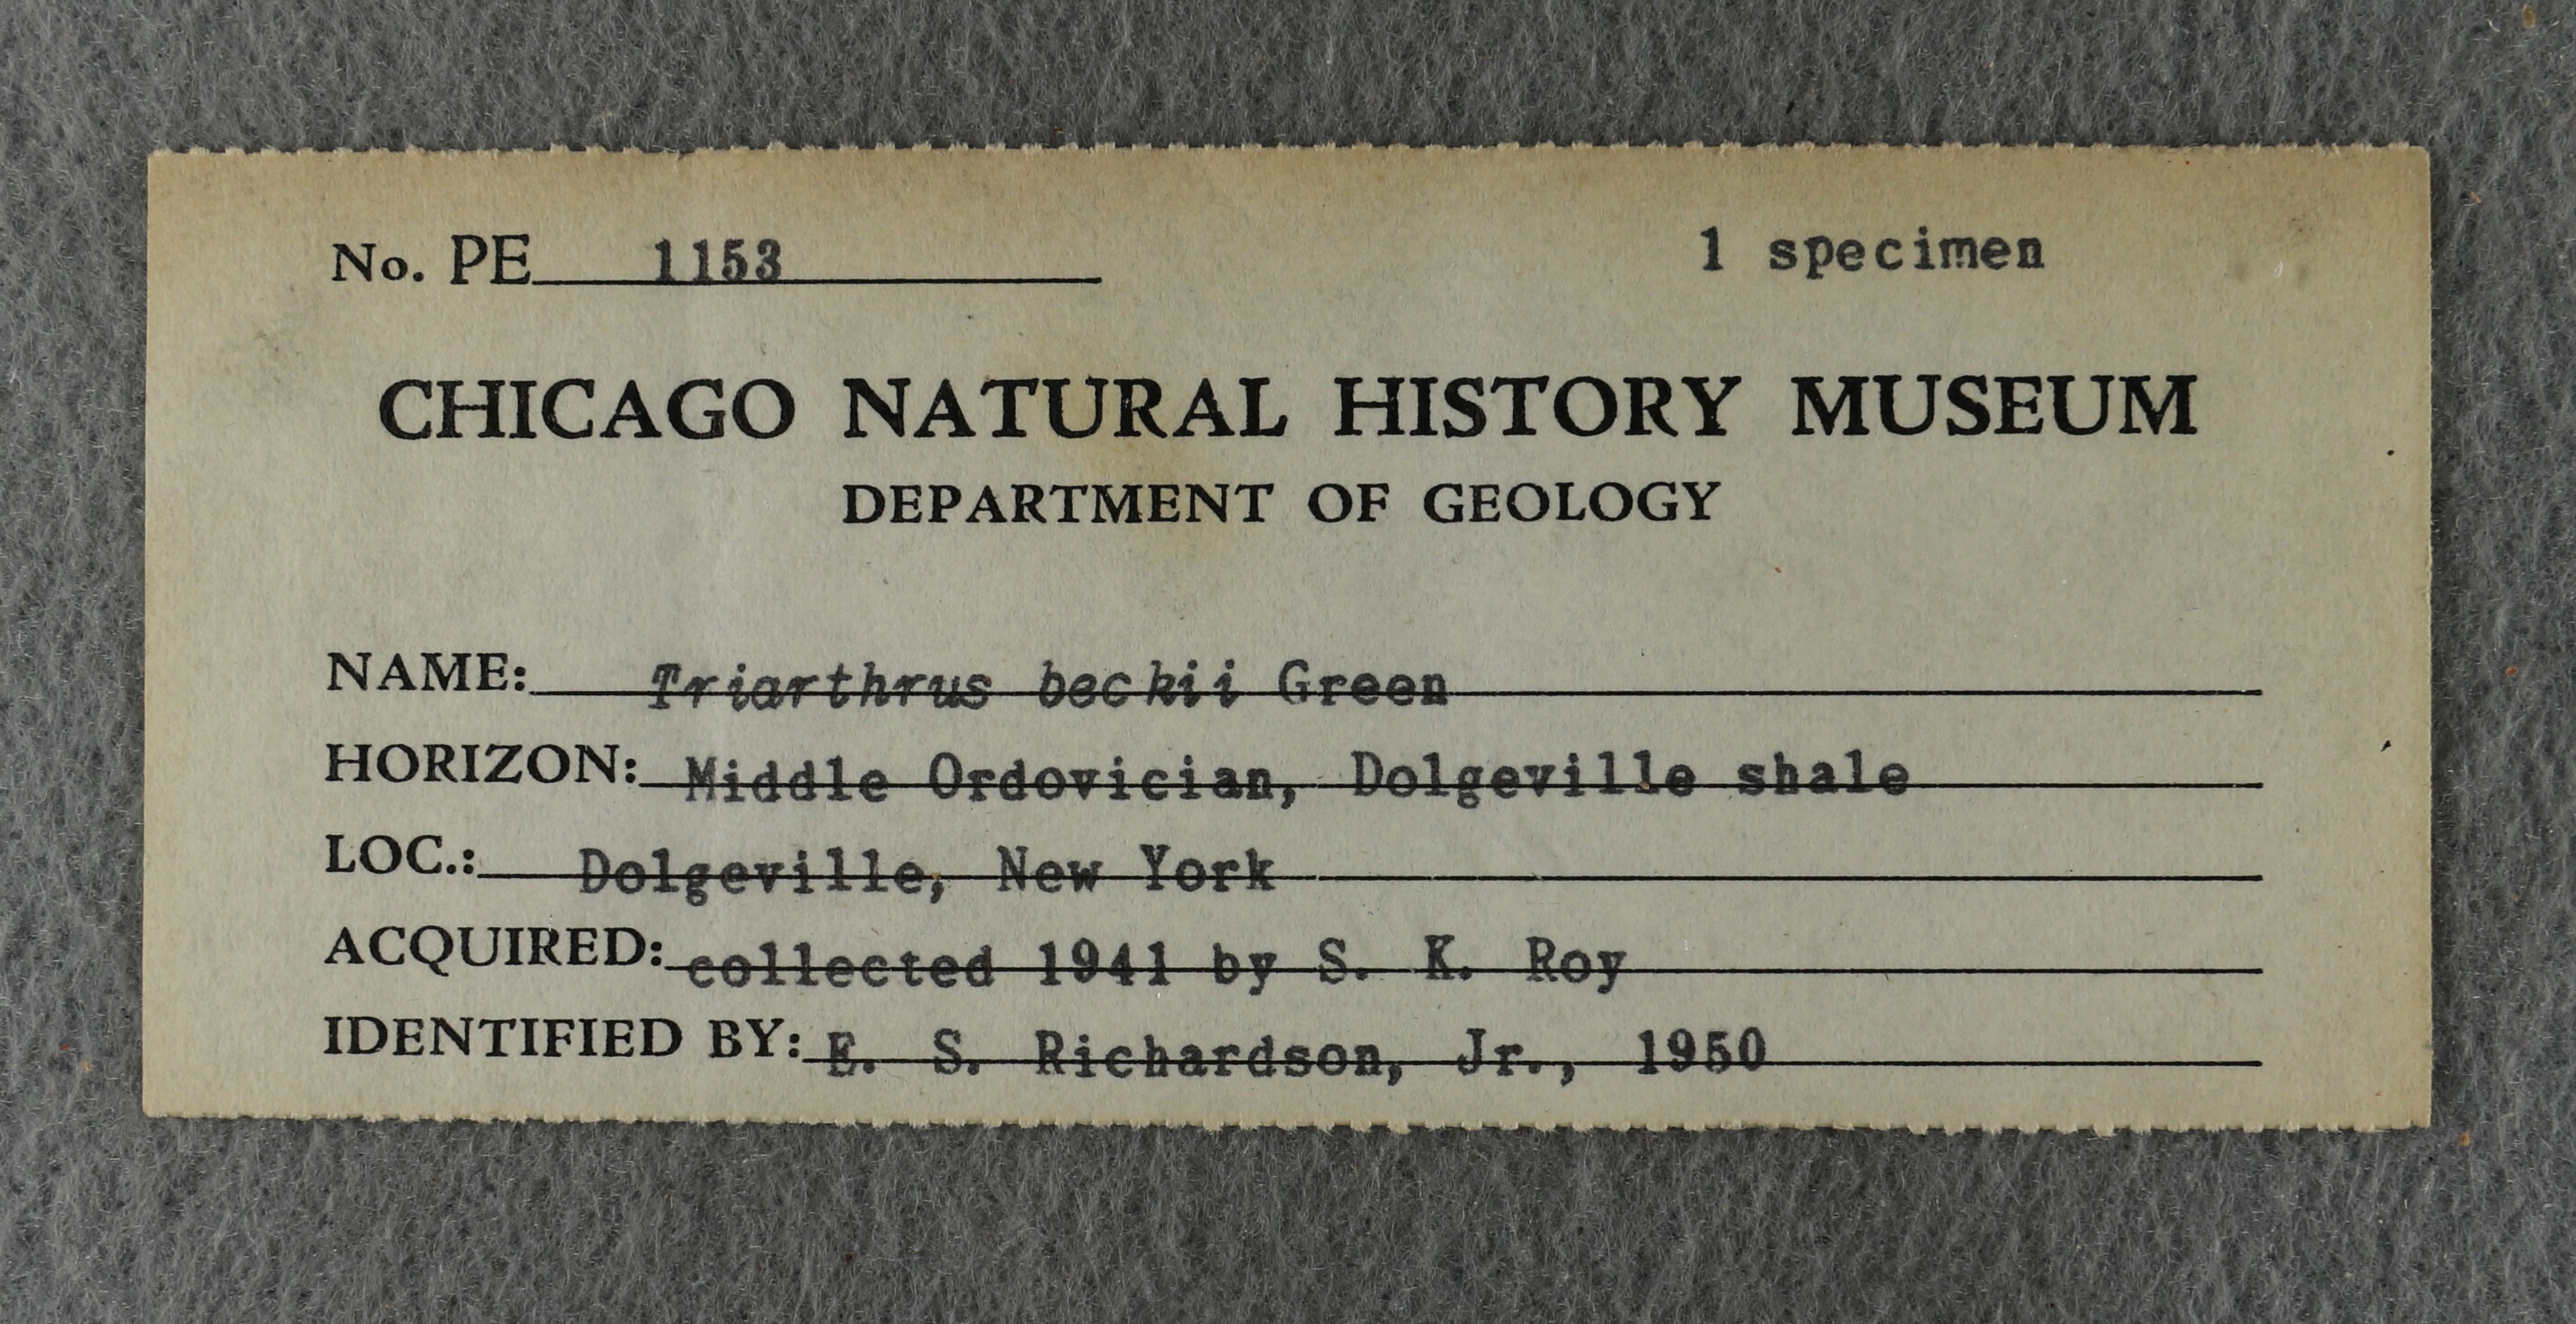 No. PE 1153 1 specimen
CHICAGO NATURAL HISTORY MUSEUM
DEPARTMENT OF GEOLOGY
NAME: Triarthrus beckii Green
HORIZON: Middle Ordovician, Dolgeville shale
LOC.: Dolgeville, New York
ACQUIRED: collected 1941 by S. K. Roy
IDENTIFIED BY: E. S. Richardson, Jr., 1950